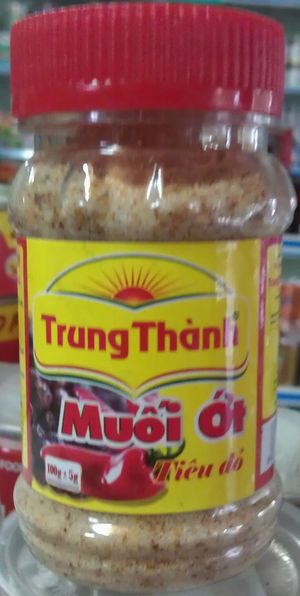 Trung Thành
Muối Ớt
100g ± 5g
Tiêu đỏ